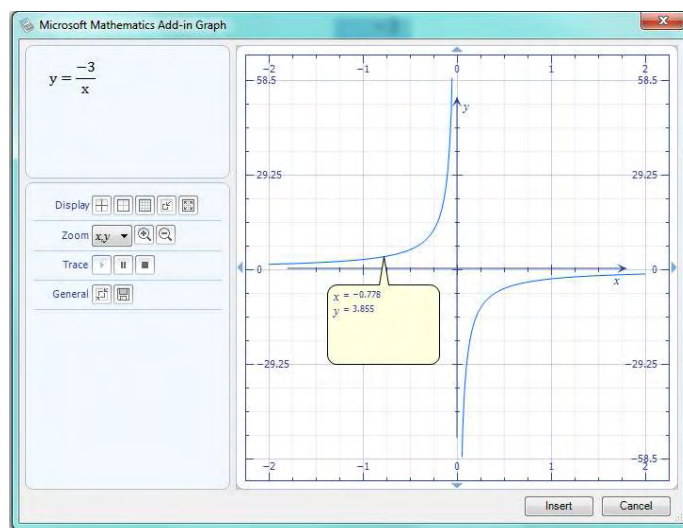 Microsoft Mathematics Add-in Graph
x
y = −3/x
Display
Zoom x,y
Trace
General
−2 −1 0 1 2
58.5 58.5
y
29.25 29.25
0 0
x
x = −0.778
y = 3.855
−29.25 −29.25
−58.5 −58.5
−2 −1 0 1 2
Insert Cancel